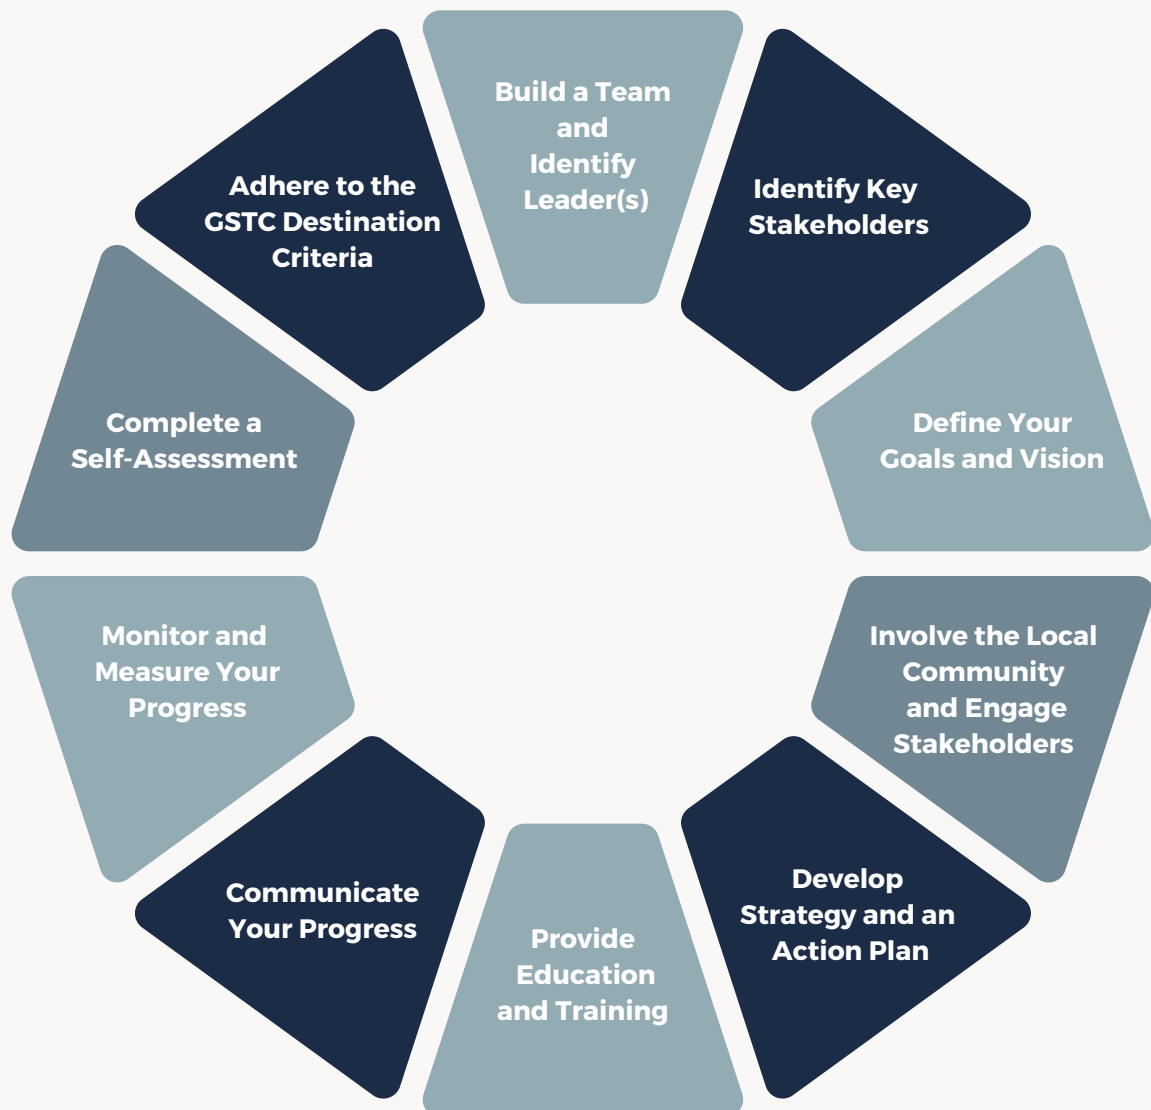 Build a Team
and
Identify
Leader(s)
Identify Key
Stakeholders
Define Your
Goals and Vision
Involve the Local
Community
and Engage
Stakeholders
Develop
Strategy and an
Action Plan
Provide
Education
and Training
Communicate
Your Progress
Monitor and
Measure Your
Progress
Complete a
Self-Assessment
Adhere to the
GSTC Destination
Criteria